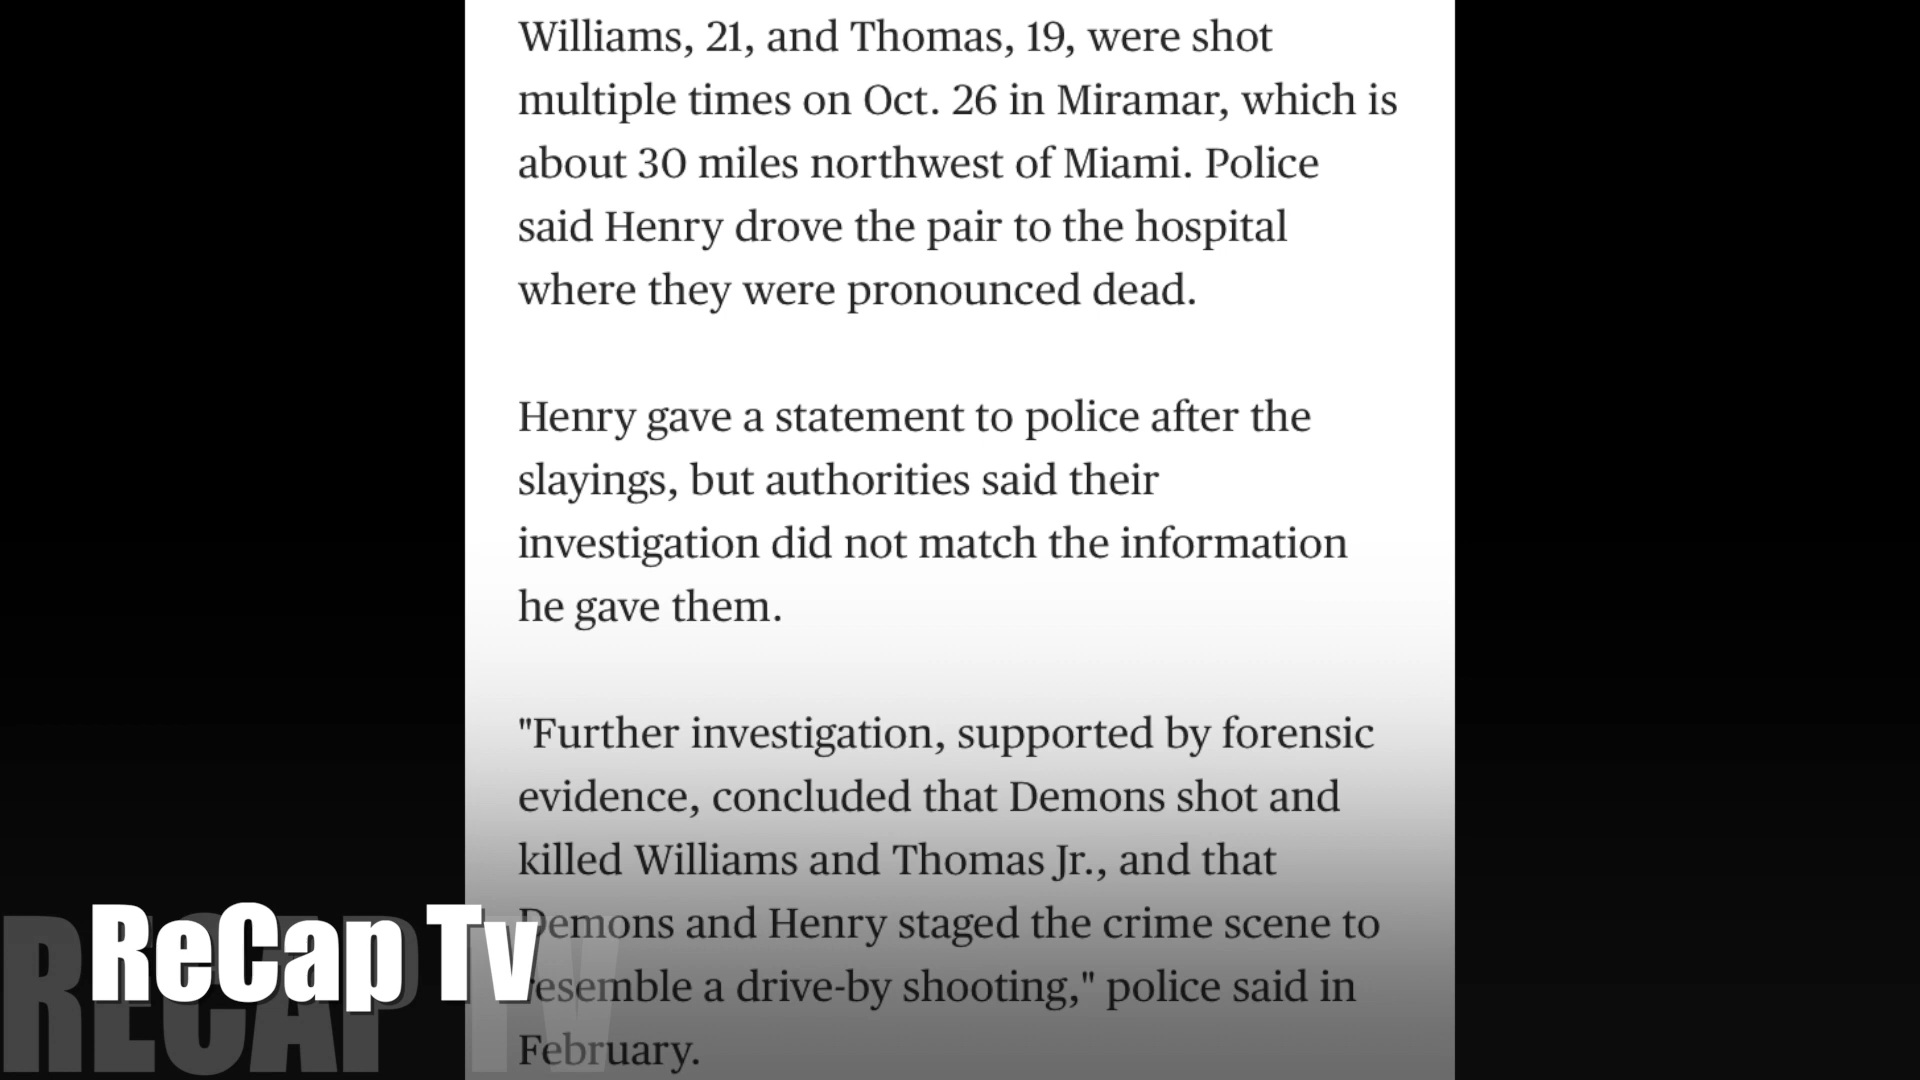 Williams, 21, and Thomas, 19, were shot
multiple times on Oct. 26 in Miramar, which is
about 30 miles northwest of Miami. Police
said Henry drove the pair to the hospital
where they were pronounced dead.
Henry gave a statement to police after the
slayings, but authorities said their
investigation did not match the information
he gave them.
"Further investigation, supported by forensic
evidence, concluded that Demons shot and
killed Williams and Thomas Jr., and that
Demons and Henry staged the crime scene to
resemble a drive-by shooting," police said in
February.
ReCap Tv
RECAP TV